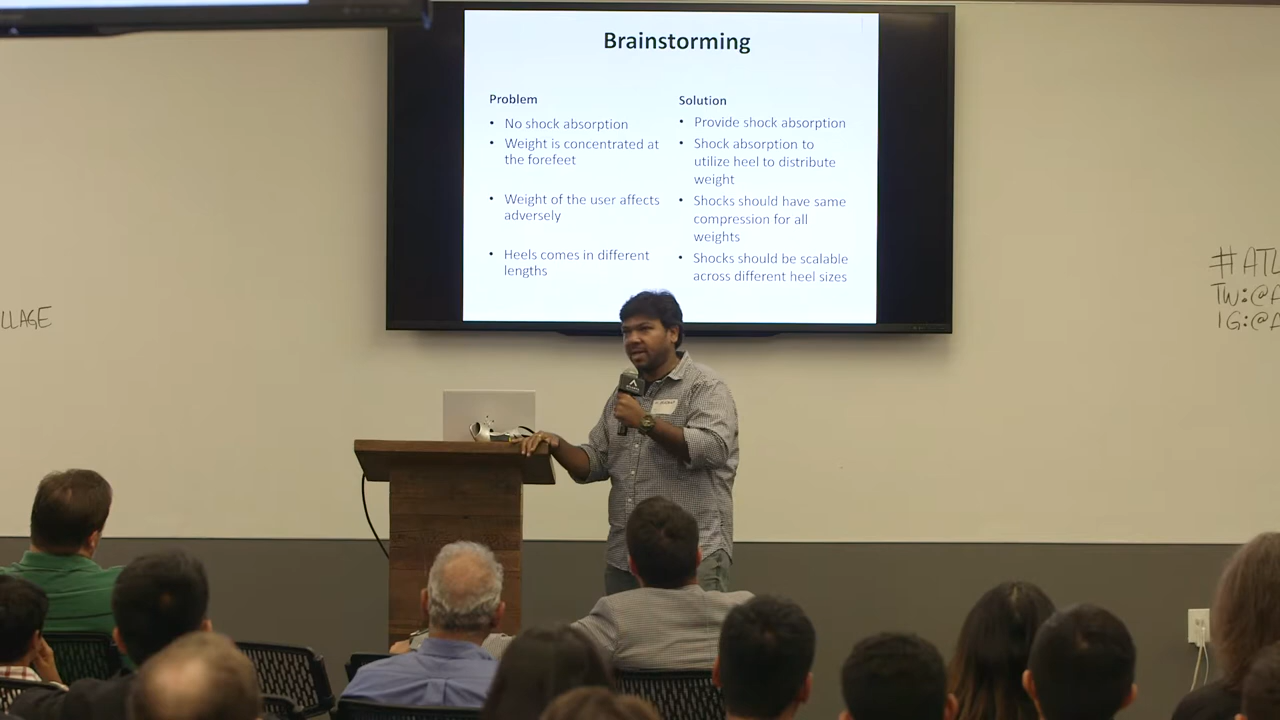 Brainstorming
Problem
• No shock absorption
• Weight is concentrated at
the forefeet
• Weight of the user affects
adversely
• Heels comes in different
lengths
Solution
• Provide shock absorption
• Shock absorption to
utilize heel to distribute
weight
• Shocks should have same
compression for all
weights
• Shocks should be scalable
across different heel sizes
LLAGE
#ATL
TW:@A
IG:@A